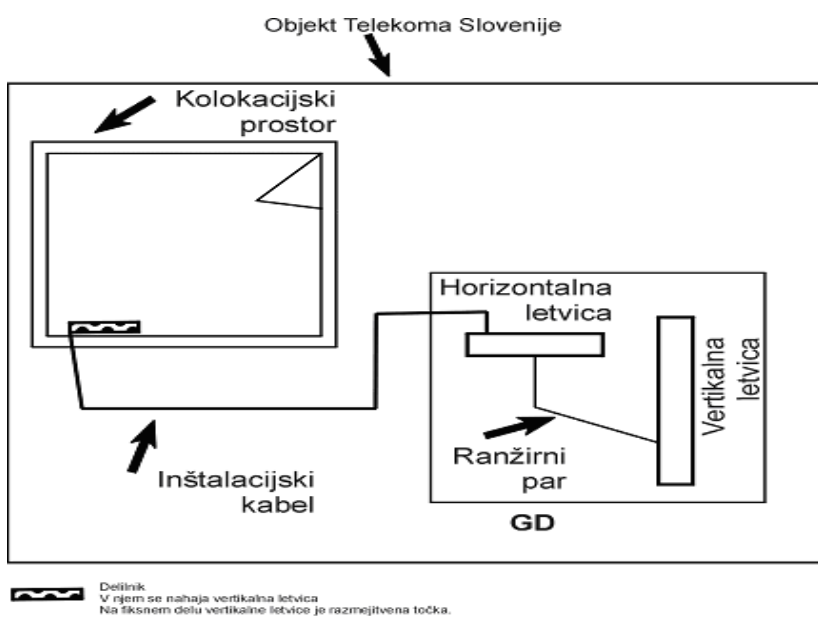 Objekt Telekoma Slovenije
Kolokacijski
prostor
Horizontalna
letvica
Vertikalna
letvica
Ranžirni
par
Inštalacijski
kabel
GD
Delilnik
V njem se nahaja vertikalna letvica
Na fiksnem delu vertikalne letvice je razmejitvena točka.